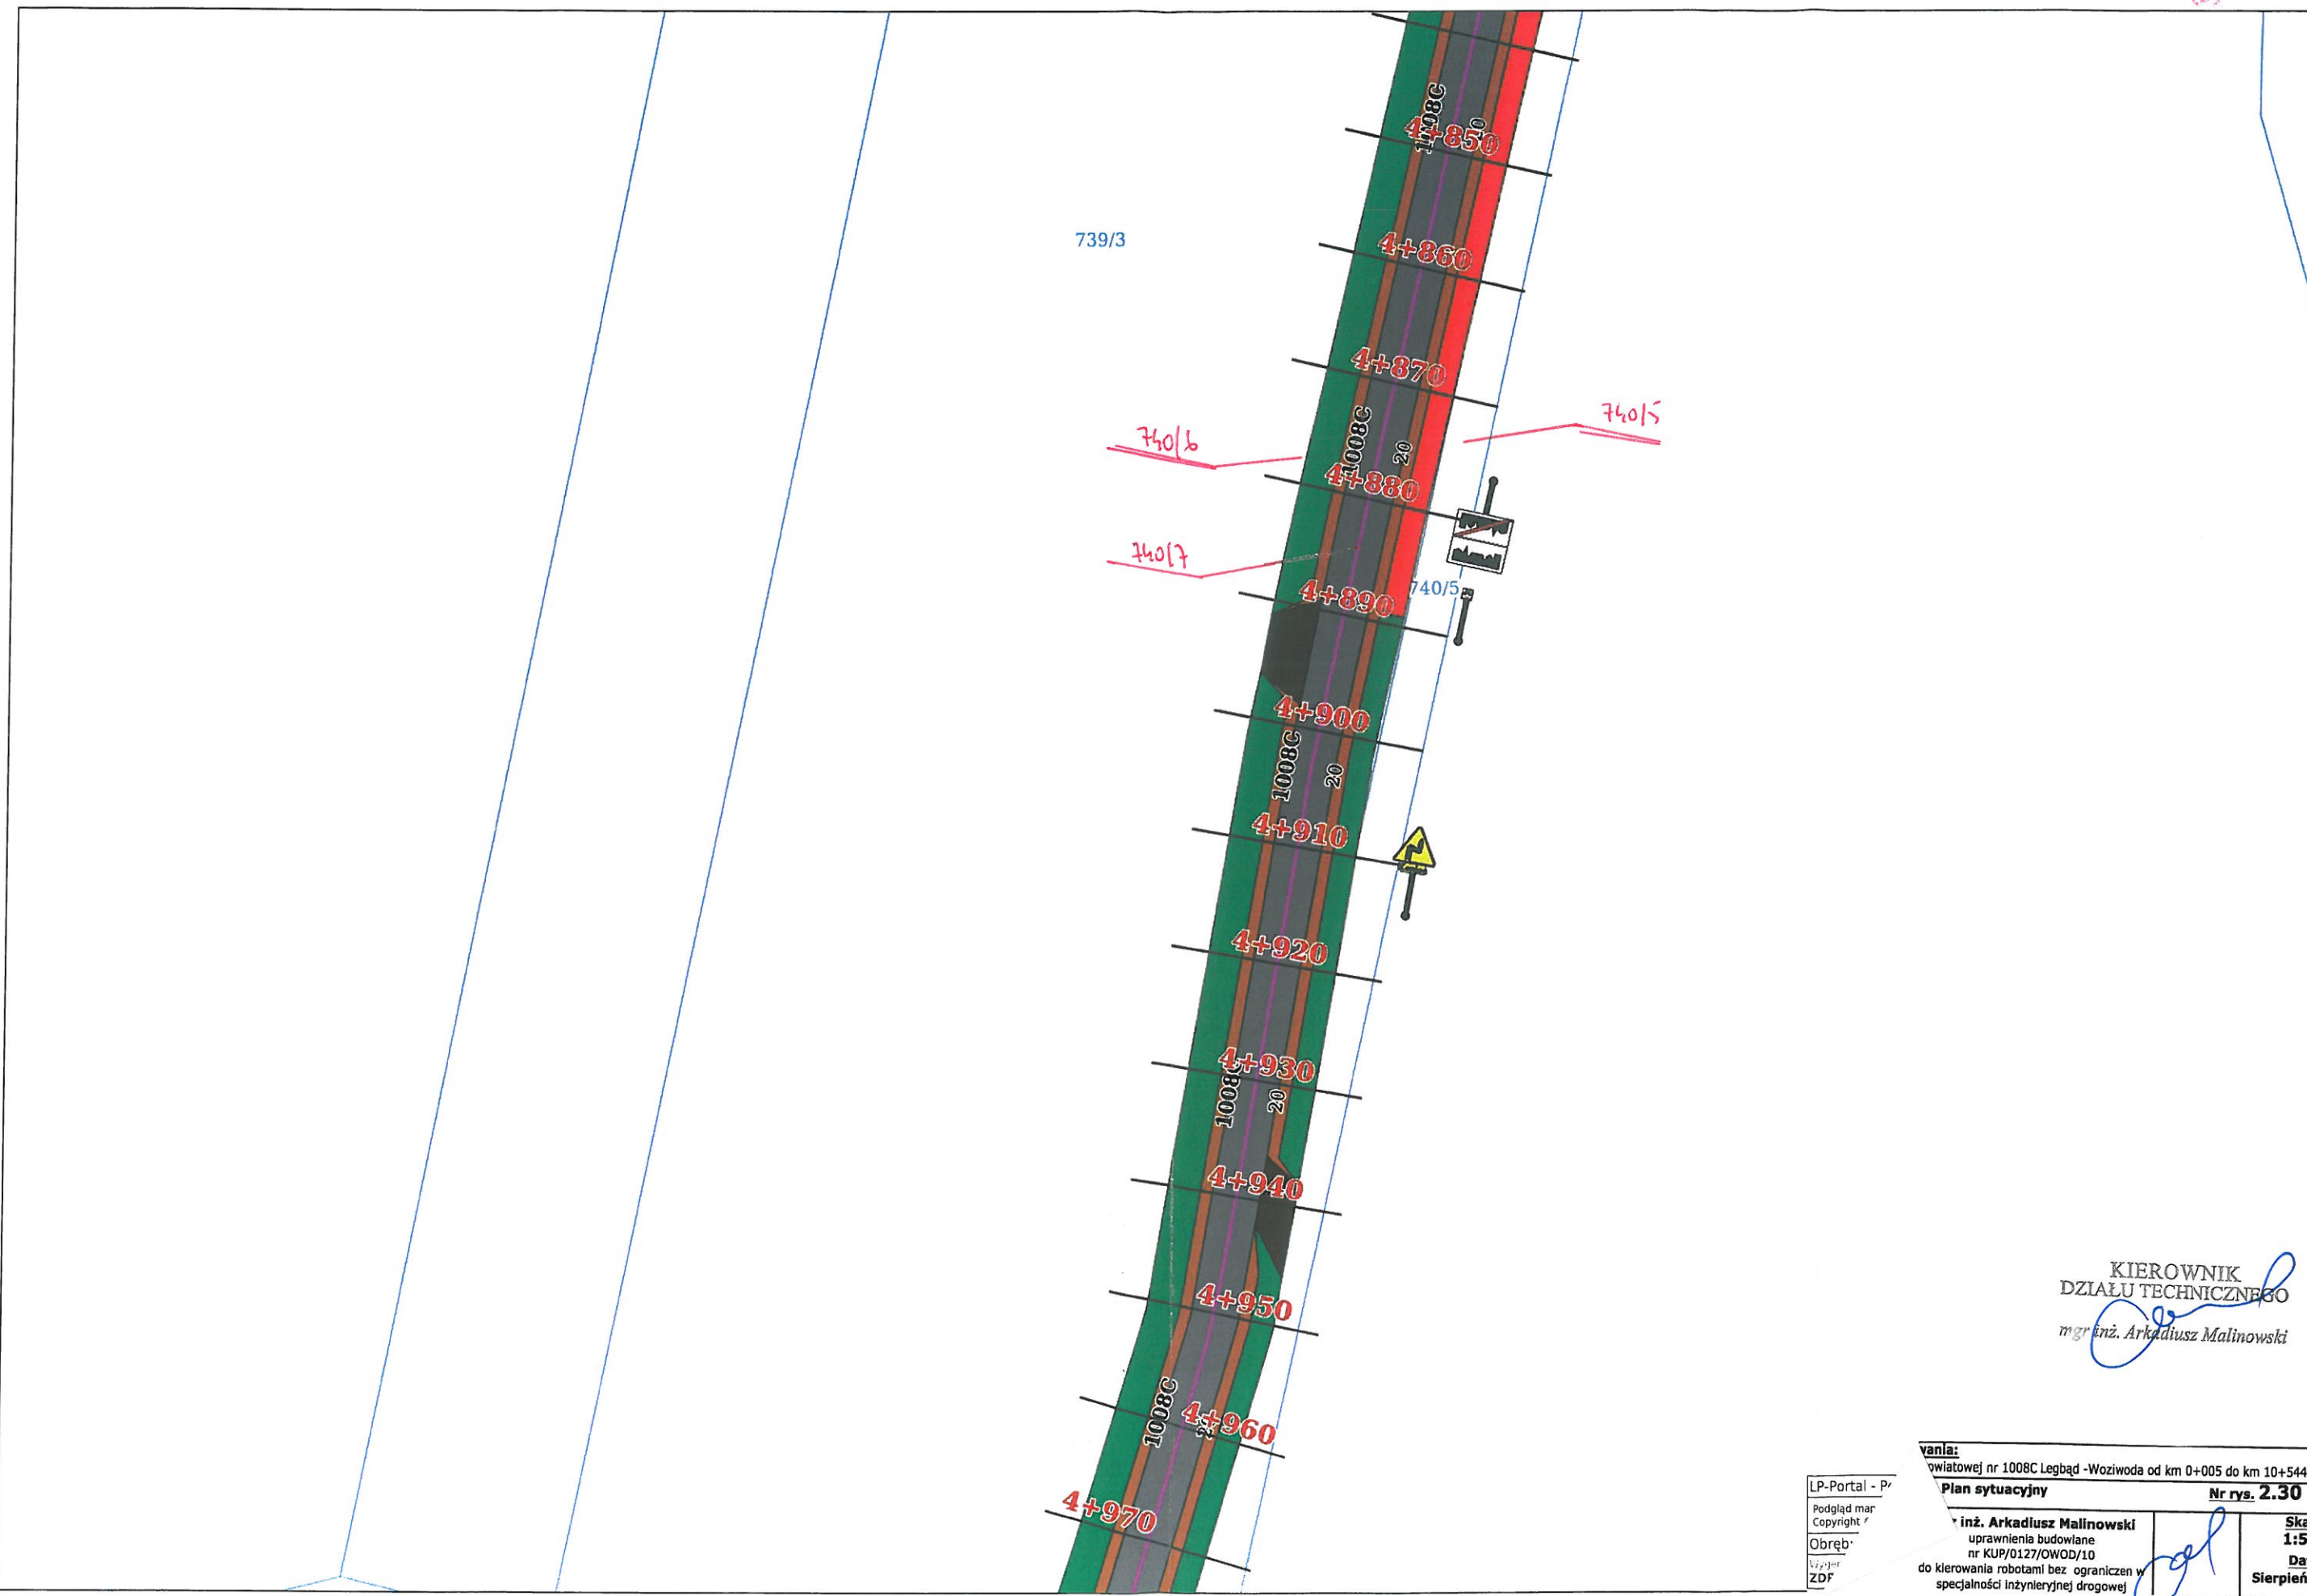 1008C
4+850
20
739/3
4+860
4+870
740/5
1008C
20
740/6
4+880
740/7
740/5
4+890
4+900
1008C
20
4+910
4+920
4+930
1008C
20
4+940
4+950
KIEROWNIK
DZIAŁU TECHNICZNEGO
mgr inż. Arkadiusz Malinowski
1008C
4+960
4+970
wania:
owiatowej nr 1008C Legbąd -Woziwoda od km 0+005 do km 10+544
Plan sytuacyjny
Nr rys. 2.30
LP-Portal - P
Podgląd map
Copyright
Obręb:
ZDP
inż. Arkadiusz Malinowski
uprawnienia budowlane
nr KUP/0127/OWOD/10
do kierowania robotami bez ograniczen w
specjalności inżynieryjnej drogowej
Ska
1:5
Da
Sierpień